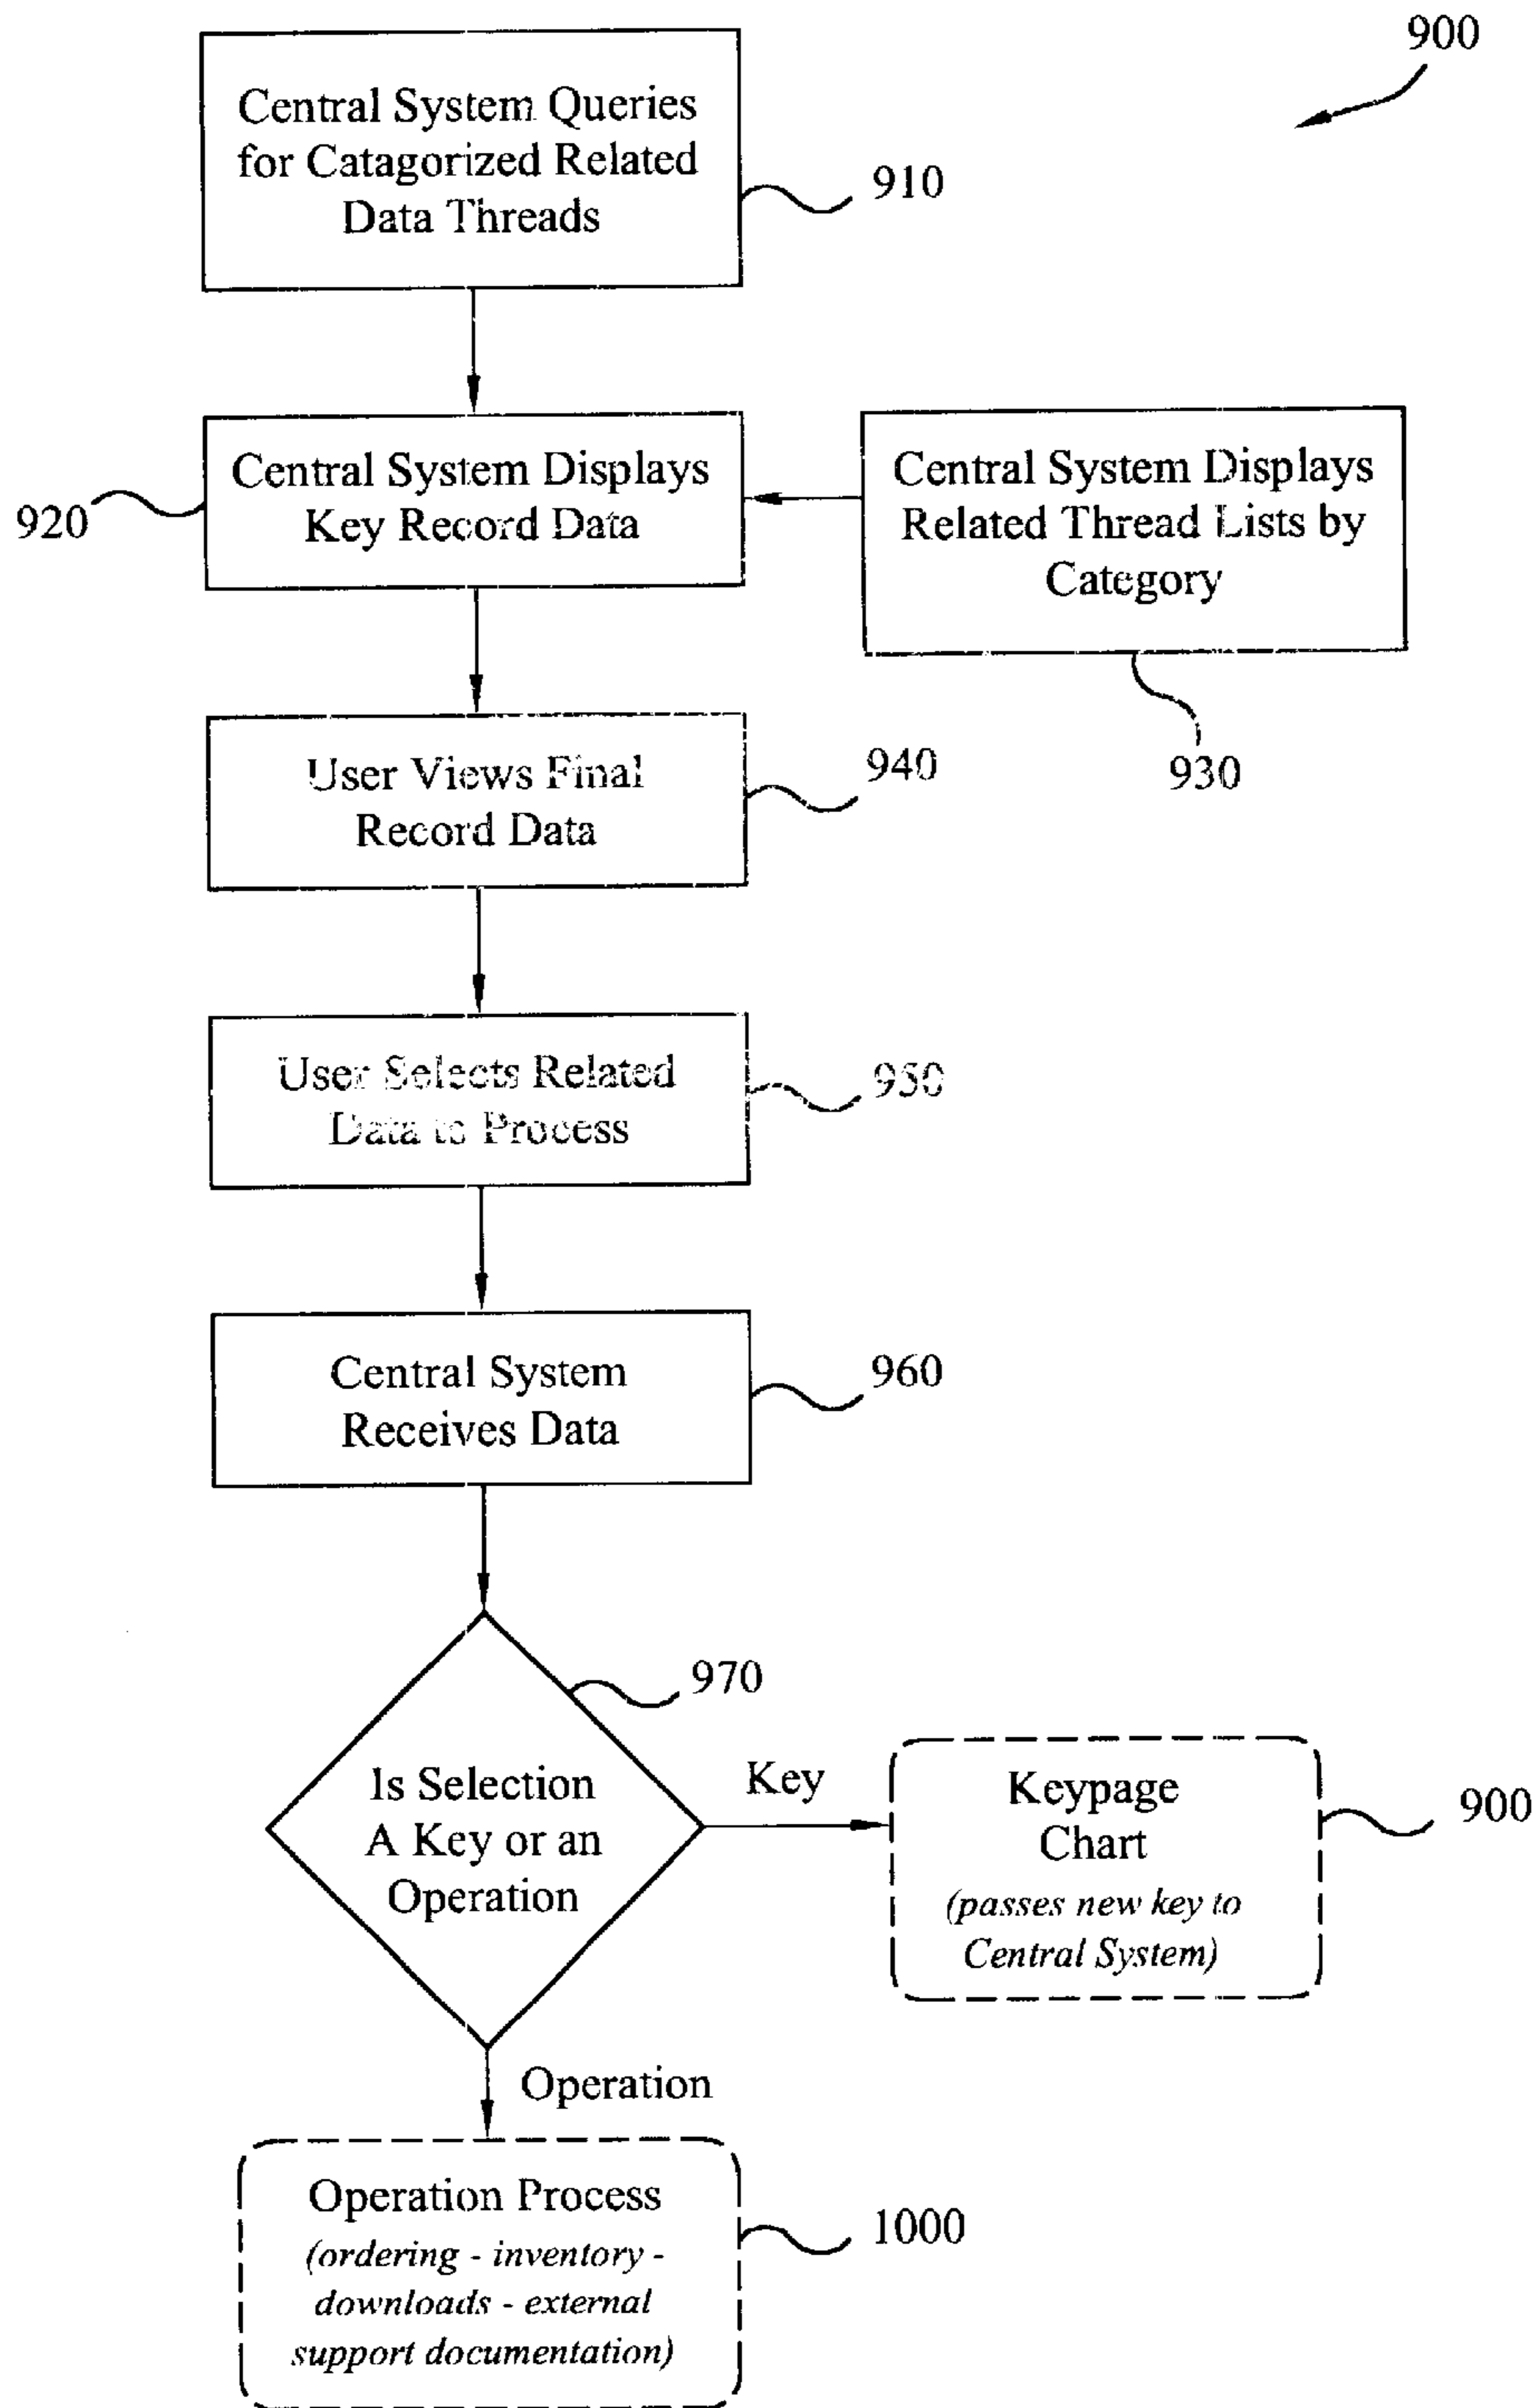 900
Central System Queries
for Catagorized Related
Data Threads
910
Central System Displays
Key Record Data
920
Central System Displays
Related Thread Lists by
Category
930
User Views Final
Record Data
940
User Selects Related
Data to Process
950
Central System
Receives Data
960
970
Is Selection
A Key or an
Operation
Key
Keypage
Chart
(passes new key to
Central System)
900
Operation
Operation Process
(ordering - inventory -
downloads - external
support documentation)
1000